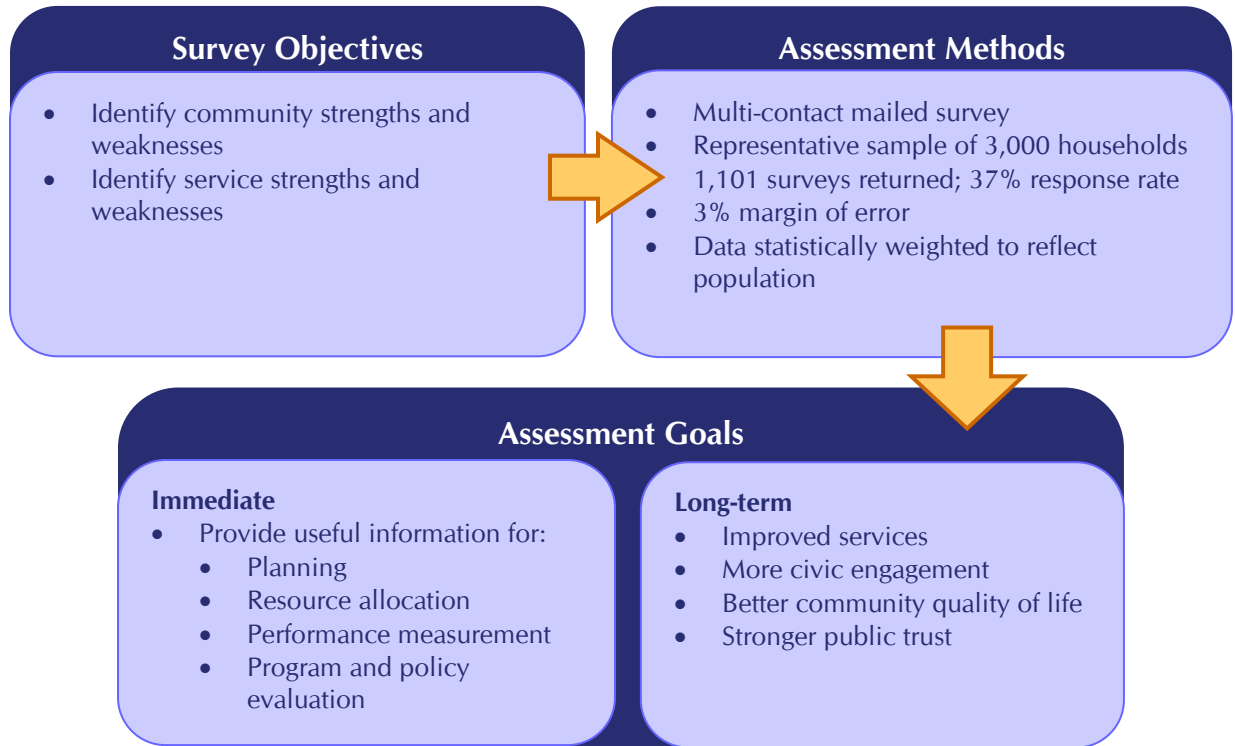 Survey Objectives
• Identify community strengths and
weaknesses
• Identify service strengths and
weaknesses
Assessment Methods
• Multi-contact mailed survey
• Representative sample of 3,000 households
1,101 surveys returned; 37% response rate
• 3% margin of error
• Data statistically weighted to reflect
population
Assessment Goals
Immediate
• Provide useful information for:
• Planning
• Resource allocation
• Performance measurement
• Program and policy
evaluation
Long-term
• Improved services
• More civic engagement
• Better community quality of life
• Stronger public trust